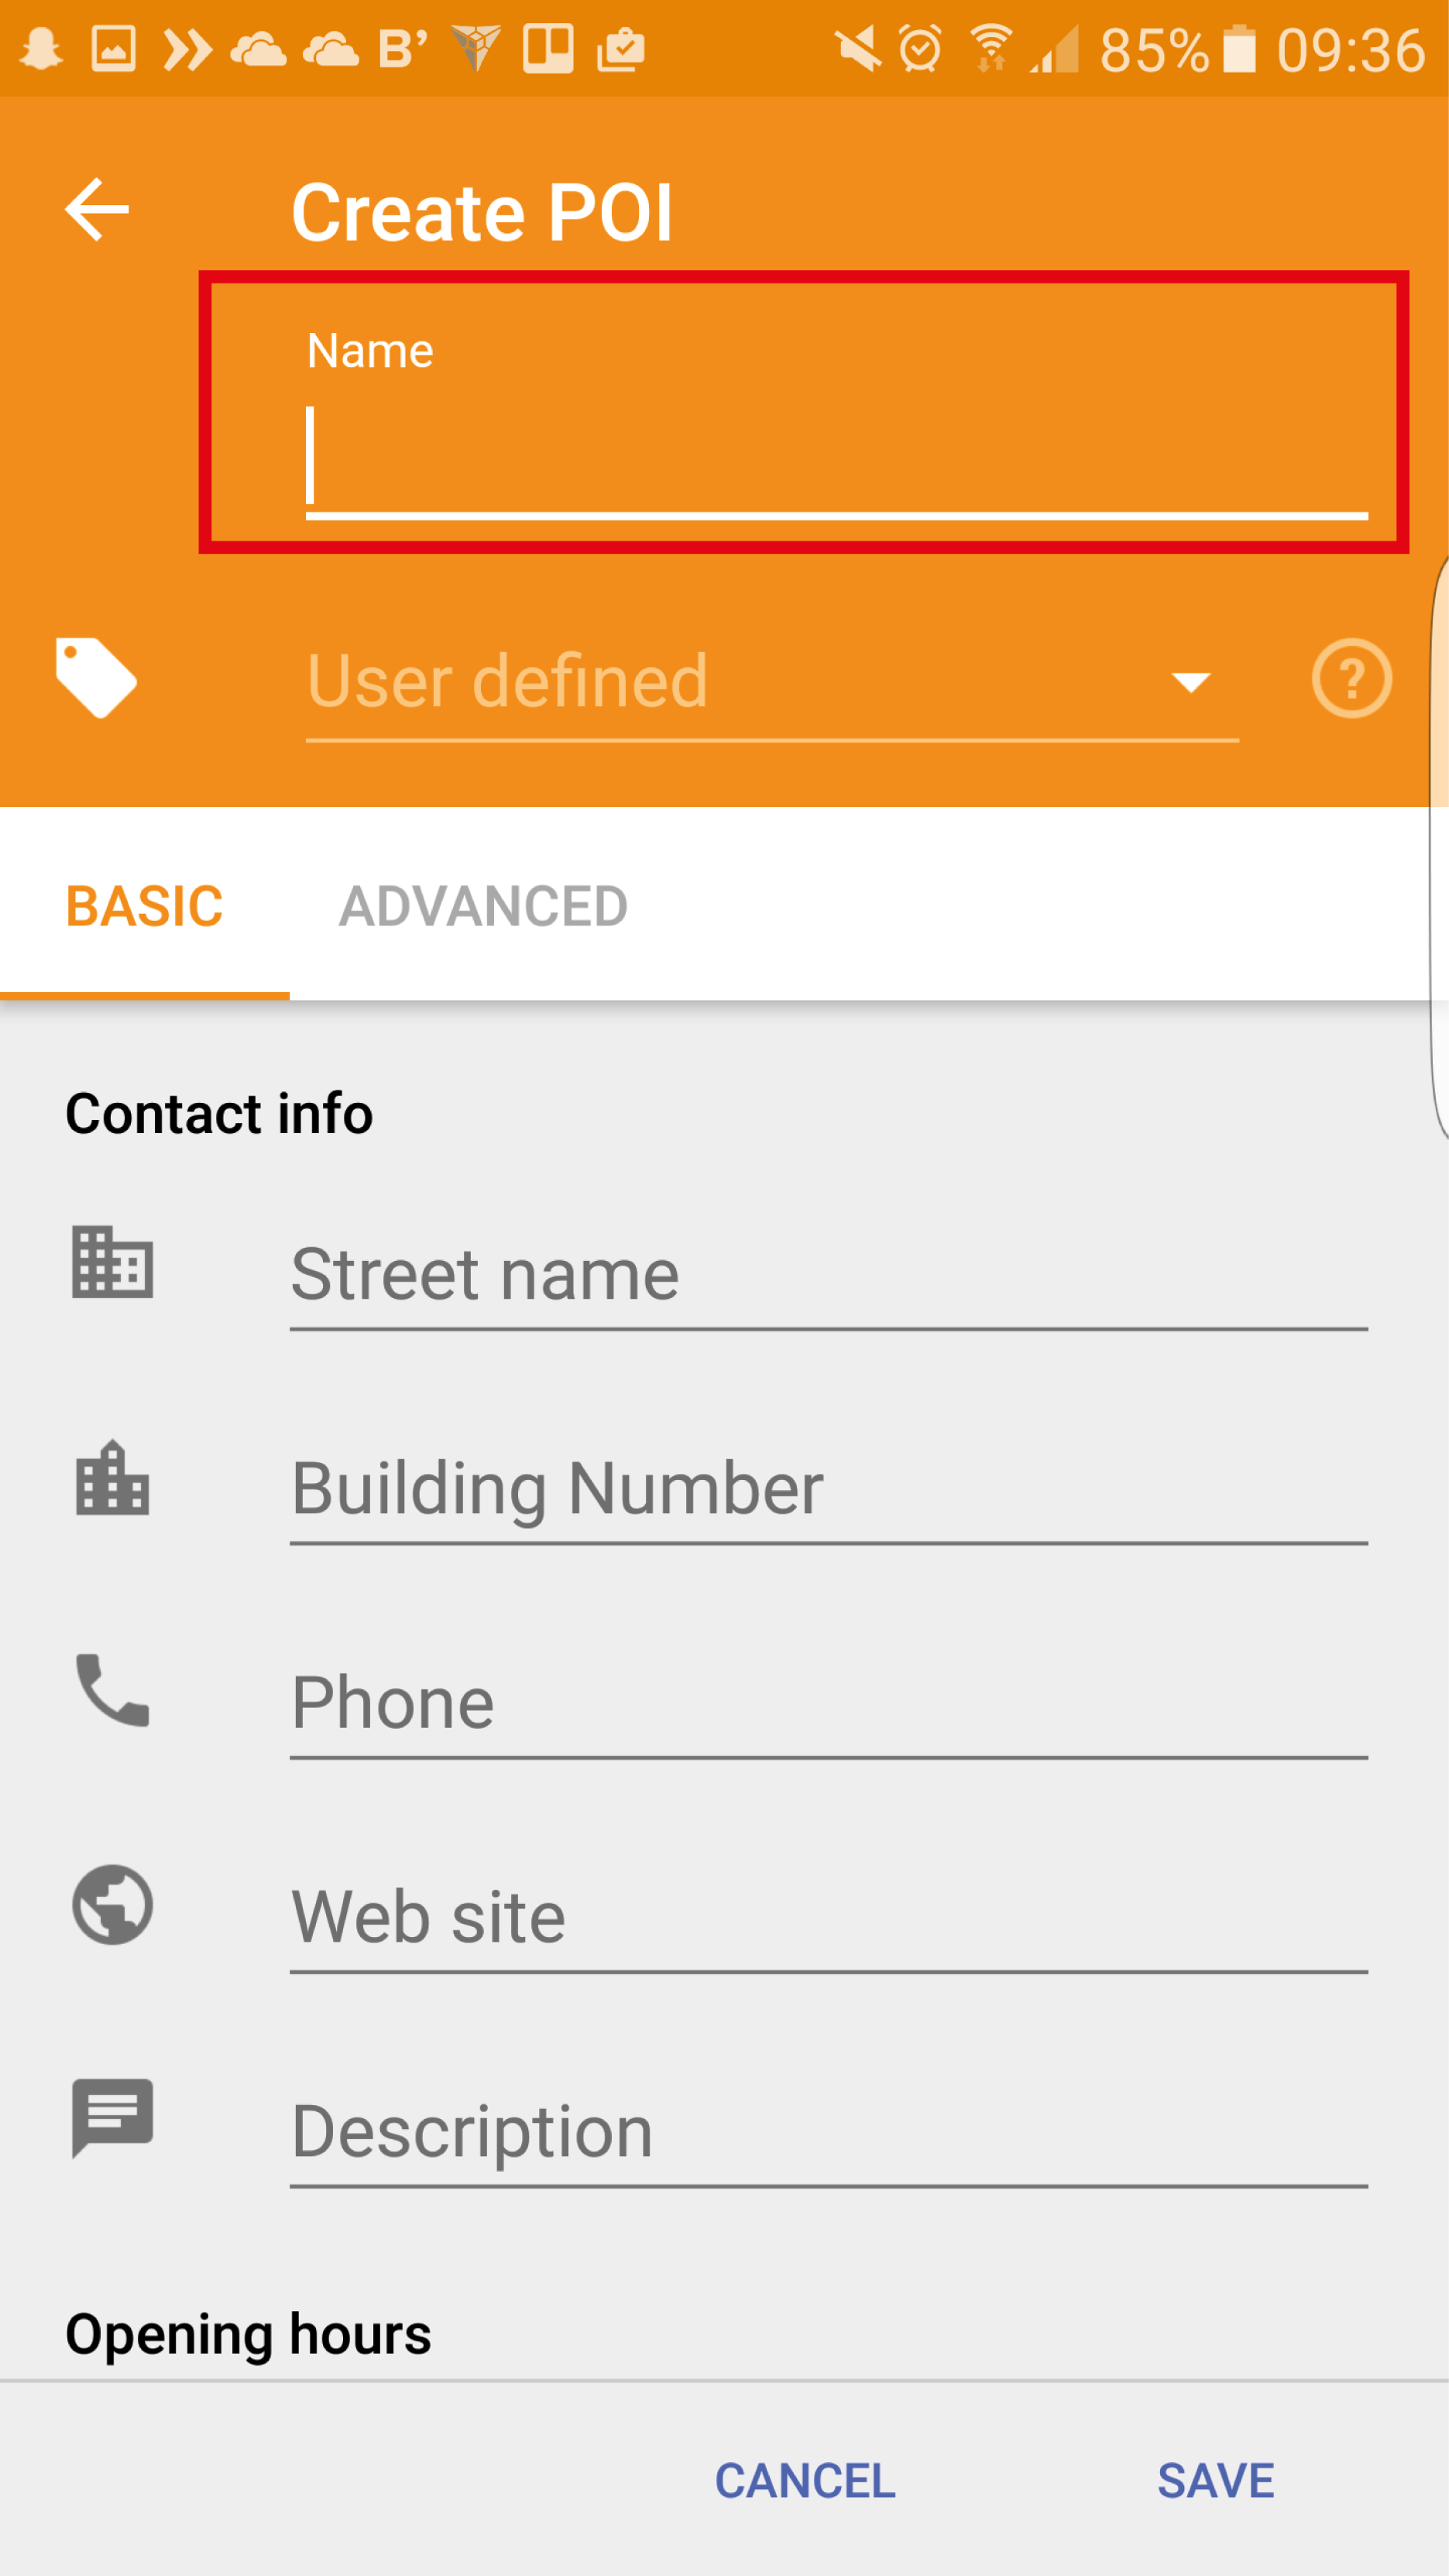 B’ 85% 09:36
Create POI
Name
User defined
?
BASIC ADVANCED
Contact info
Street name
Building Number
Phone
Web site
Description
Opening hours
CANCEL SAVE